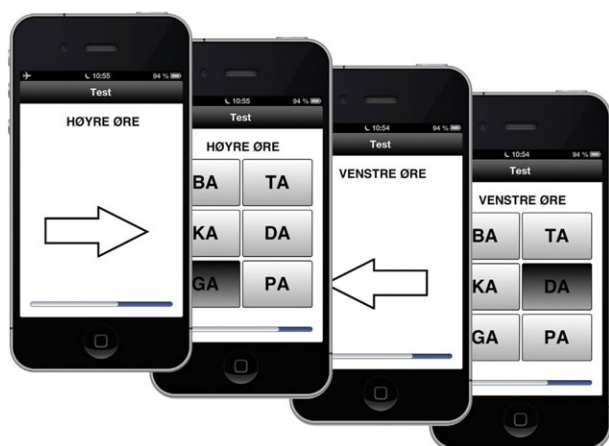 10:55 94 %
Test
HØYRE ØRE
10:55 94 %
Test
HØYRE ØRE
BA TA
KA DA
GA PA
10:54 94 %
Test
VENSTRE ØRE
10:54 94 %
Test
VENSTRE ØRE
BA TA
KA DA
GA PA